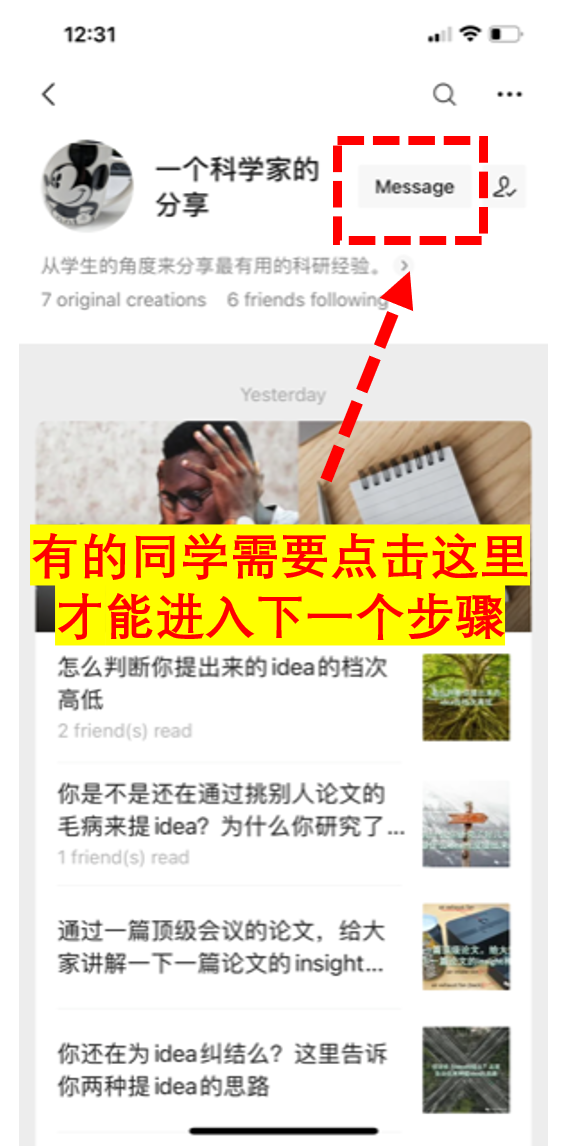 12:31
一个科学家的
分享
Message
从学生的角度来分享最有用的科研经验。
7 original creations 6 friends following
Yesterday
有的同学需要点击这里
才能进入下一个步骤
怎么判断你提出来的idea的档次
高低
2 friend(s) read
你是不是还在通过挑别人论文的
毛病来提idea？为什么你研究了...
1 friend(s) read
通过一篇顶级会议的论文，给大
家讲解一下一篇论文的insight...
你还在为idea纠结么？这里告诉
你两种提idea的思路